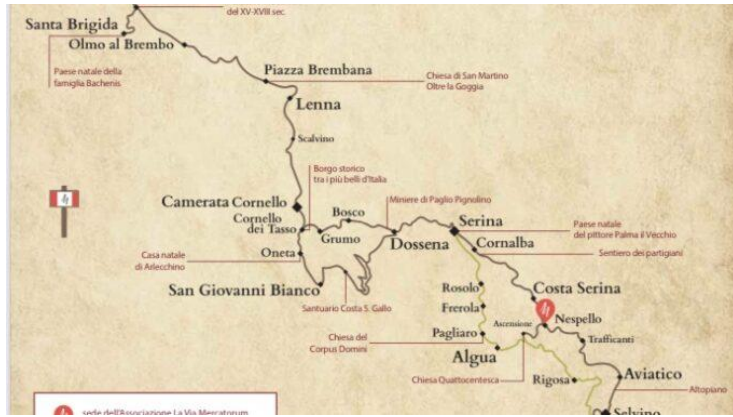 del XV-XVIII sec.
Santa Brigida
Olmo al Brembo
Paese natale della
famiglia Bachenis
Piazza Brembana
Chiesa di San Martino
Oltre la Goggia
Lenna
Scalvino
Borgo storico
tra i più belli d'Italia
Camerata Cornello
Cornello
dei Tasso
Bosco
Grumo
Miniere di Paglio Pignolino
Dossena
Serina
Paese natale
del pittore Palma il Vecchio
Cornalba
Sentiero dei partigiani
Casa natale
di Arlecchino
Oneta
San Giovanni Bianco
Santuario Costa S. Gallo
Rosolo
Costa Serina
Frerola
Ascensione
Nespello
Pagliaro
Trafficanti
Chiesa del
Corpus Domini
Algua
Chiesa Quattocentesca
Rigosa
Aviatico
Altopiano
Selvino
sede dell'Associazione La Via Mercatorum